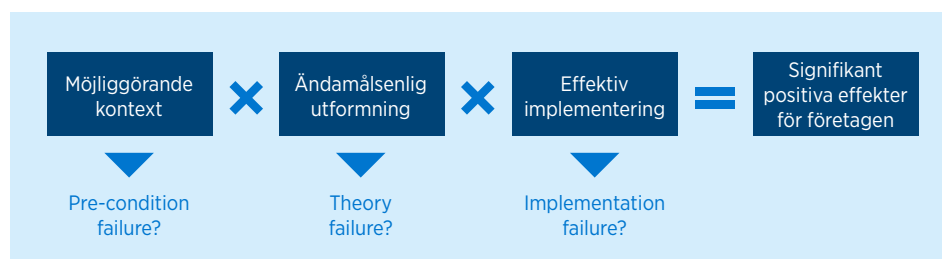 Möjliggörande
kontext
Ändamålsenlig
utformning
Effektiv
implementering
Signifikant
positiva effekter
för företagen
Pre-condition
failure?
Theory
failure?
Implementation
failure?